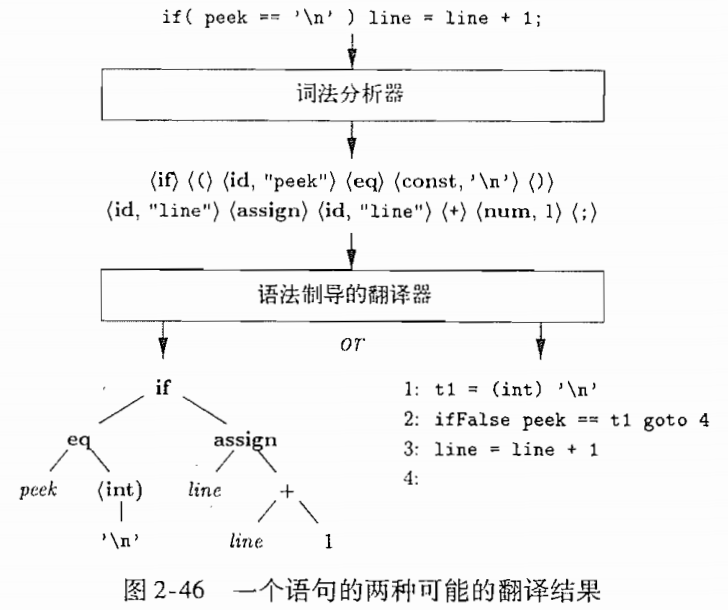 if( peek == '\n' ) line = line + 1;
词法分析器
⟨if⟩ ⟨(⟩ ⟨id, "peek"⟩ ⟨eq⟩ ⟨const, '\n'⟩ ⟨)⟩
⟨id, "line"⟩ ⟨assign⟩ ⟨id, "line"⟩ ⟨+⟩ ⟨num, 1⟩ ⟨;⟩
语法制导的翻译器
or
if
eq assign
peek (int) line +
'\n' line 1
1: t1 = (int) '\n'
2: ifFalse peek == t1 goto 4
3: line = line + 1
4:
图 2-46 一个语句的两种可能的翻译结果